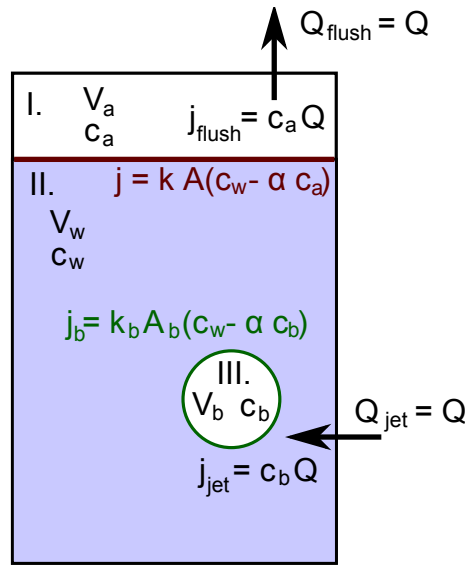 Q_flush = Q
I.
V_a
c_a
j_flush = c_a Q
j = k A(c_w - α c_a)
II.
V_w
c_w
j_b = k_b A_b(c_w - α c_b)
III.
V_b c_b
Q_jet = Q
j_jet = c_b Q